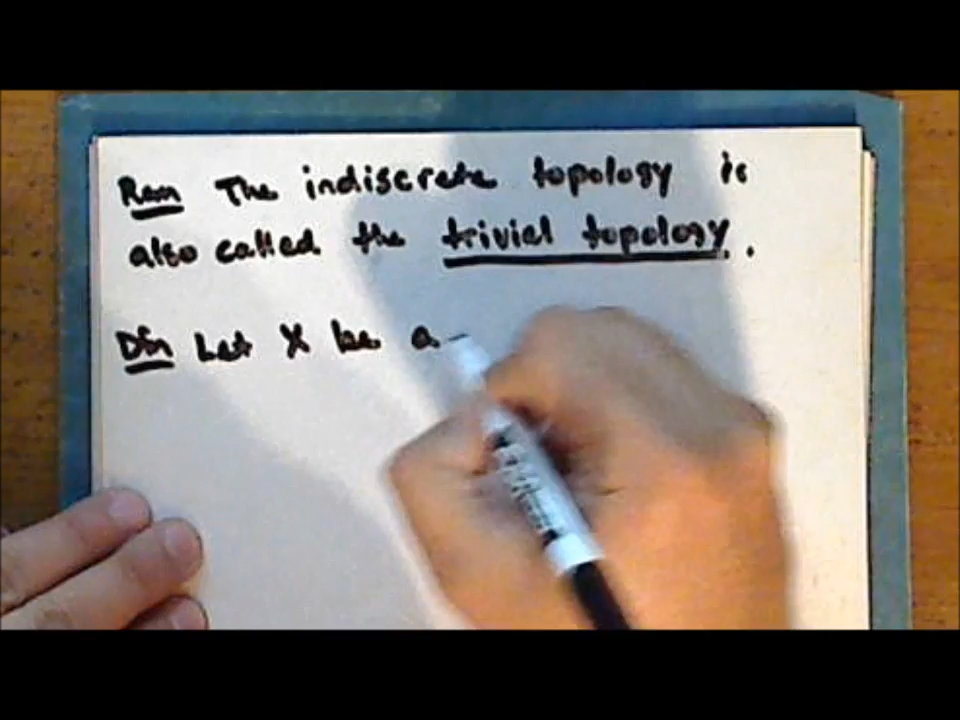 Rem The indiscrete topology is
also called the trivial topology.
Dfn Let X be a